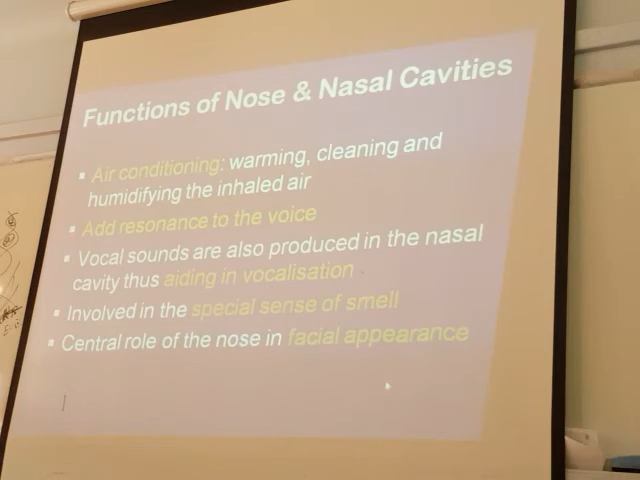 Functions of Nose & Nasal Cavities
▪ Air conditioning: warming, cleaning and
humidifying the inhaled air
▪ Add resonance to the voice
▪ Vocal sounds are also produced in the nasal
cavity thus aiding in vocalisation
▪ Involved in the special sense of smell
▪ Central role of the nose in facial appearance